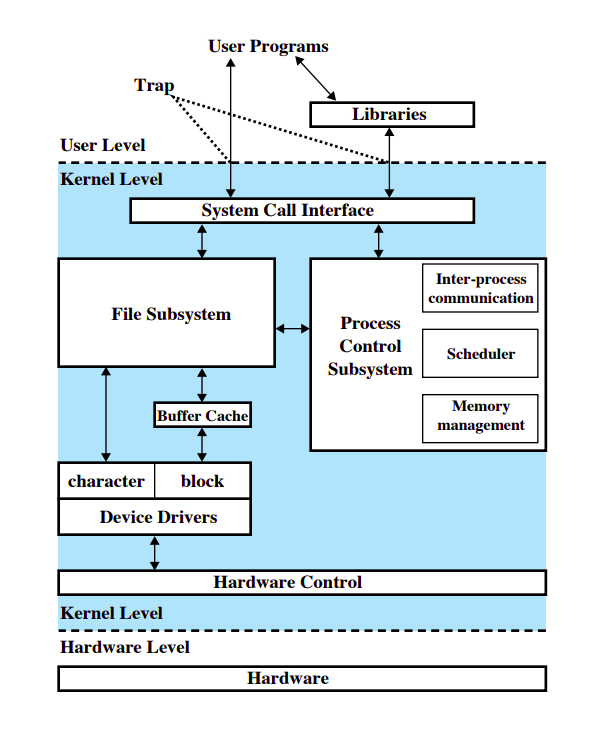 User Programs
Trap
Libraries
User Level
Kernel Level
System Call Interface
File Subsystem
Process
Control
Subsystem
Inter-process
communication
Scheduler
Memory
management
Buffer Cache
character
block
Device Drivers
Hardware Control
Kernel Level
Hardware Level
Hardware